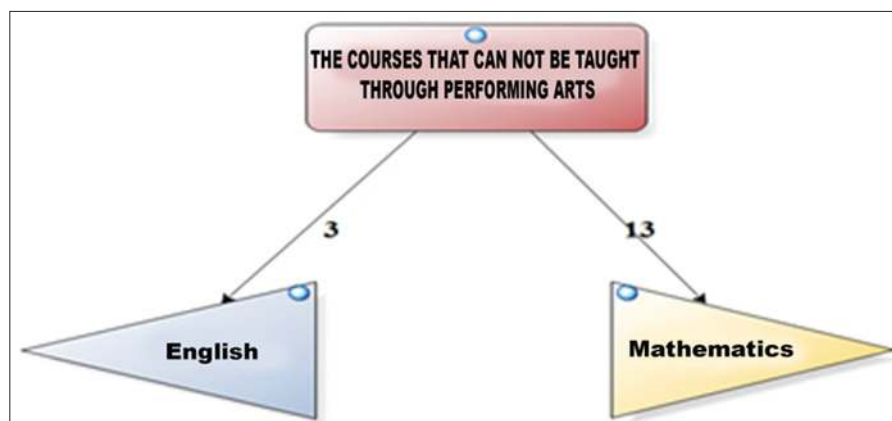 THE COURSES THAT CAN NOT BE TAUGHT
THROUGH PERFORMING ARTS
3
13
English
Mathematics